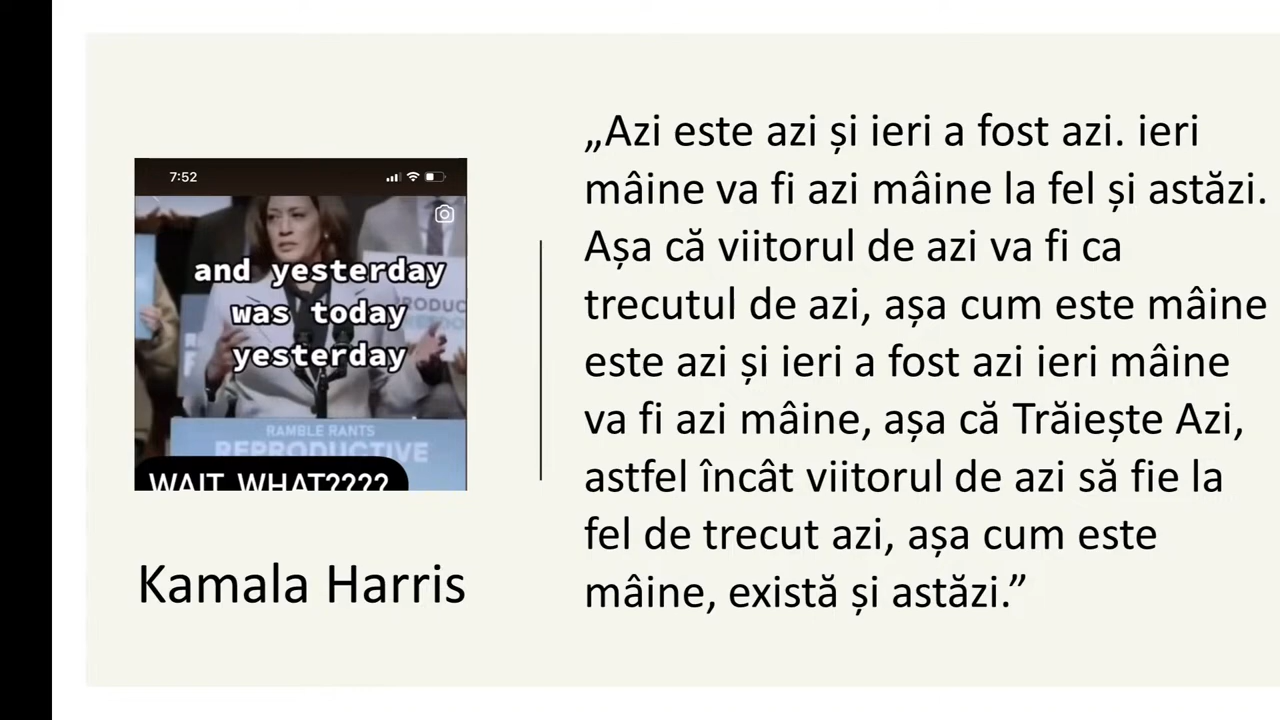 7:52
and yesterday
was today
yesterday
RODUC
RAMBLE RANTS
REPRODUCTIVE
WAIT WHAT????
Kamala Harris
„Azi este azi și ieri a fost azi. ieri
mâine va fi azi mâine la fel și astăzi.
Așa că viitorul de azi va fi ca
trecutul de azi, așa cum este mâine
este azi și ieri a fost azi ieri mâine
va fi azi mâine, așa că Trăiește Azi,
astfel încât viitorul de azi să fie la
fel de trecut azi, așa cum este
mâine, există și astăzi.”